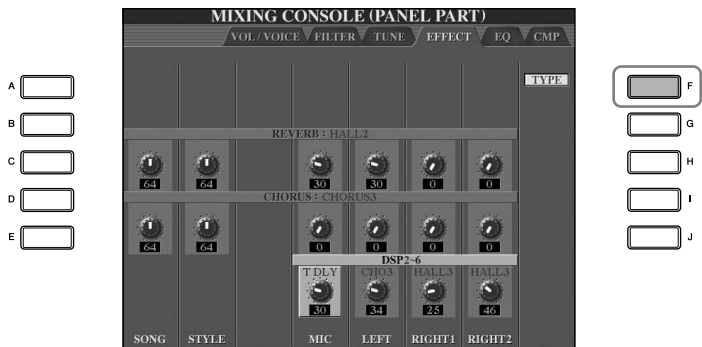 MIXING CONSOLE (PANEL PART)
VOL / VOICE FILTER TUNE EFFECT EQ CMP
A F
TYPE
B G
REVERB : HALL2
C H
64 64 30 30 0 0
CHORUS : CHORUS3
D I
E J
64 64 0 0 0 0
DSP2~6
T DLY CHO3 HALL3 HALL3
30 34 25 46
SONG STYLE MIC LEFT RIGHT1 RIGHT2